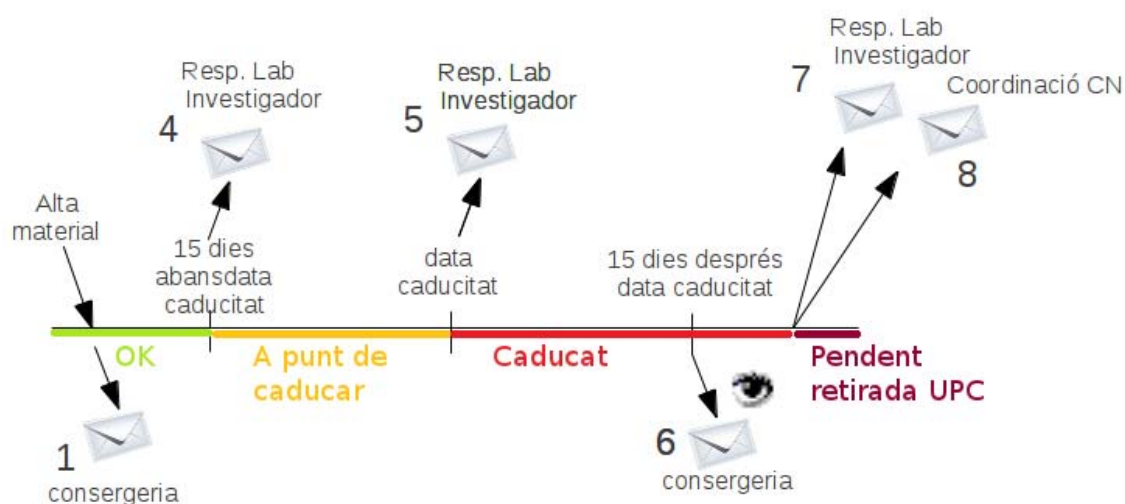 Resp. Lab
Investigador
4
Resp. Lab
Investigador
5
Resp. Lab
Investigador
7
Coordinació CN
8
Alta
material
15 dies
abansdata
caducitat
data
caducitat
15 dies després
data caducitat
OK
A punt de
caducar
Caducat
Pendent
retirada UPC
1
consergeria
6
consergeria